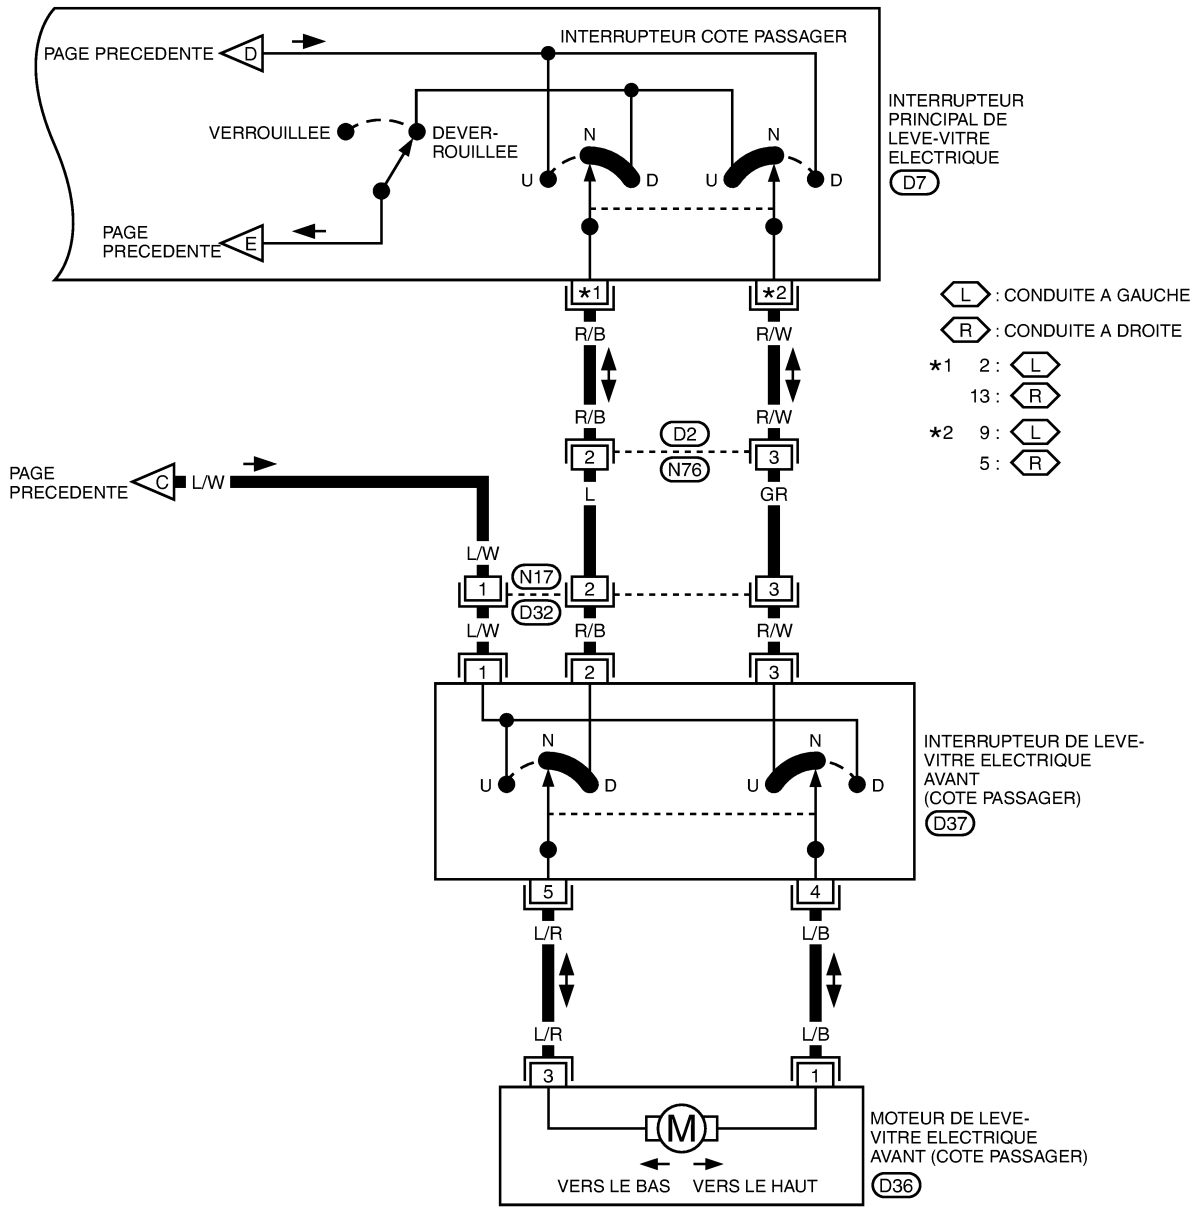 PAGE PRECEDENTE D
INTERRUPTEUR COTE PASSAGER
VERROUILLEE
DEVER-
ROUILLEE
N
U D
N
U D
PAGE
PRECEDENTE
E
INTERRUPTEUR
PRINCIPAL DE
LEVE-VITRE
ELECTRIQUE
D7
*1 *2
R/B R/W
L : CONDUITE A GAUCHE
R : CONDUITE A DROITE
*1 2 : L
13 : R
*2 9 : L
5 : R
R/B R/W
2 D2 3
N76
PAGE
PRECEDENTE
C L/W
L GR
L/W
1 N17 2 3
D32
L/W R/B R/W
1 2 3
N
U D
N
U D
INTERRUPTEUR DE LEVE-
VITRE ELECTRIQUE
AVANT
(COTE PASSAGER)
D37
5 4
L/R L/B
L/R L/B
3 1
M
VERS LE BAS VERS LE HAUT
MOTEUR DE LEVE-
VITRE ELECTRIQUE
AVANT (COTE PASSAGER)
D36